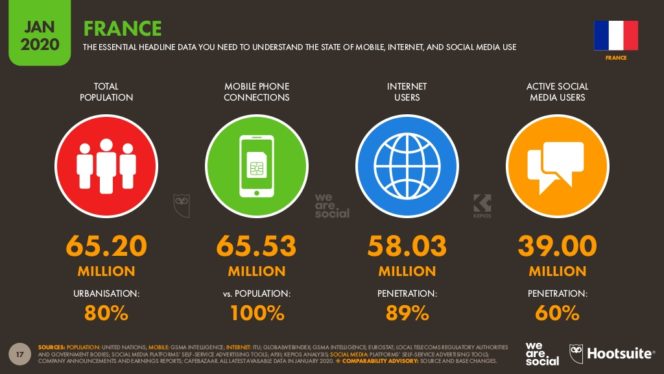 JAN
2020
FRANCE
THE ESSENTIAL HEADLINE DATA YOU NEED TO UNDERSTAND THE STATE OF MOBILE, INTERNET, AND SOCIAL MEDIA USE
FRANCE
TOTAL
POPULATION
MOBILE PHONE
CONNECTIONS
INTERNET
USERS
ACTIVE SOCIAL
MEDIA USERS
we
are
social
KEPIOS
65.20
MILLION
65.53
MILLION
58.03
MILLION
39.00
MILLION
URBANISATION:
80%
vs. POPULATION:
100%
PENETRATION:
89%
PENETRATION:
60%
17
SOURCES: POPULATION: UNITED NATIONS; MOBILE: GSMA INTELLIGENCE; INTERNET: ITU; GLOBALWEBINDEX; GSMA INTELLIGENCE; EUROSTAT; LOCAL TELECOMS REGULATORY AUTHORITIES
AND GOVERNMENT BODIES; SOCIAL MEDIA PLATFORMS' SELF-SERVICE ADVERTISING TOOLS; APJII; KEPIOS ANALYSIS; SOCIAL MEDIA: PLATFORMS' SELF-SERVICE ADVERTISING TOOLS;
COMPANY ANNOUNCEMENTS AND EARNINGS REPORTS; CAFEBAZAAR. ALL LATEST AVAILABLE DATA IN JANUARY 2020. COMPARABILITY ADVISORY: SOURCE AND BASE CHANGES.
we
are
social
Hootsuite